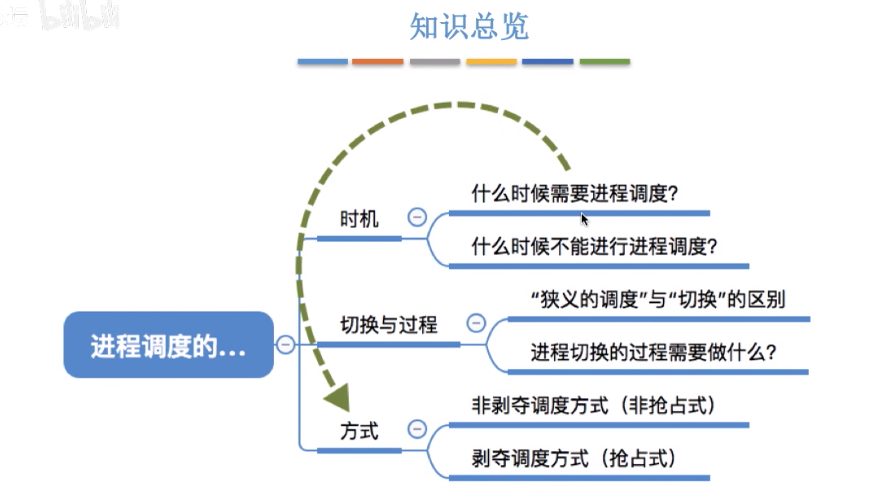 知识总览
什么时候需要进程调度？
时机
什么时候不能进行进程调度？
“狭义的调度”与“切换”的区别
切换与过程
进程调度的...
进程切换的过程需要做什么？
非剥夺调度方式（非抢占式）
方式
剥夺调度方式（抢占式）